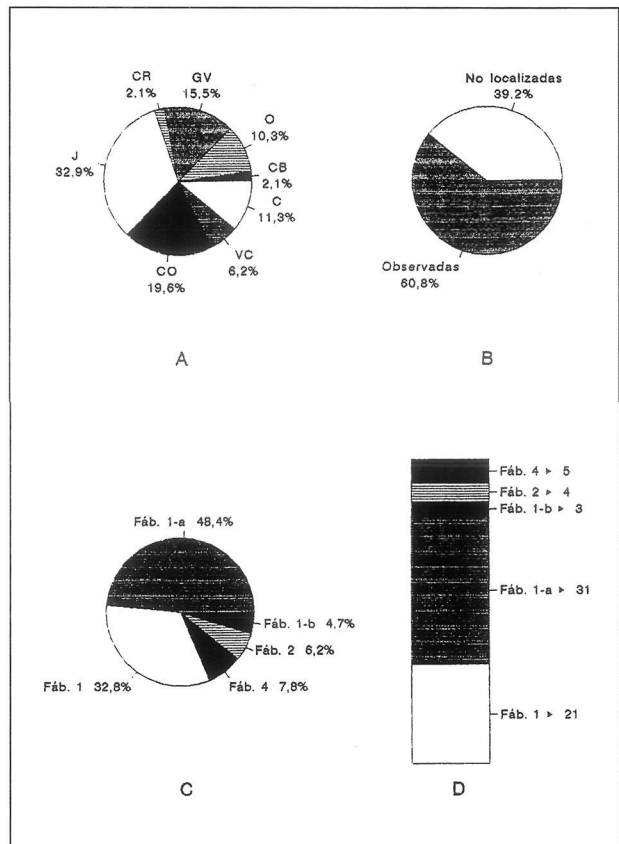 CR
2.1%
GV
15,5%
O
10,3%
CB
2,1%
C
11,3%
VC
6,2%
CO
19,6%
J
32,9%
A
No localizadas
39.2%
Observadas
60,8%
B
Fáb. 1-a 48,4%
Fáb. 1-b 4,7%
Fáb. 2 6,2%
Fáb. 4 7,8%
Fáb. 1 32,8%
C
Fáb. 4 ▸ 5
Fáb. 2 ▸ 4
Fáb. 1-b ▸ 3
Fáb. 1-a ▸ 31
Fáb. 1 ▸ 21
D